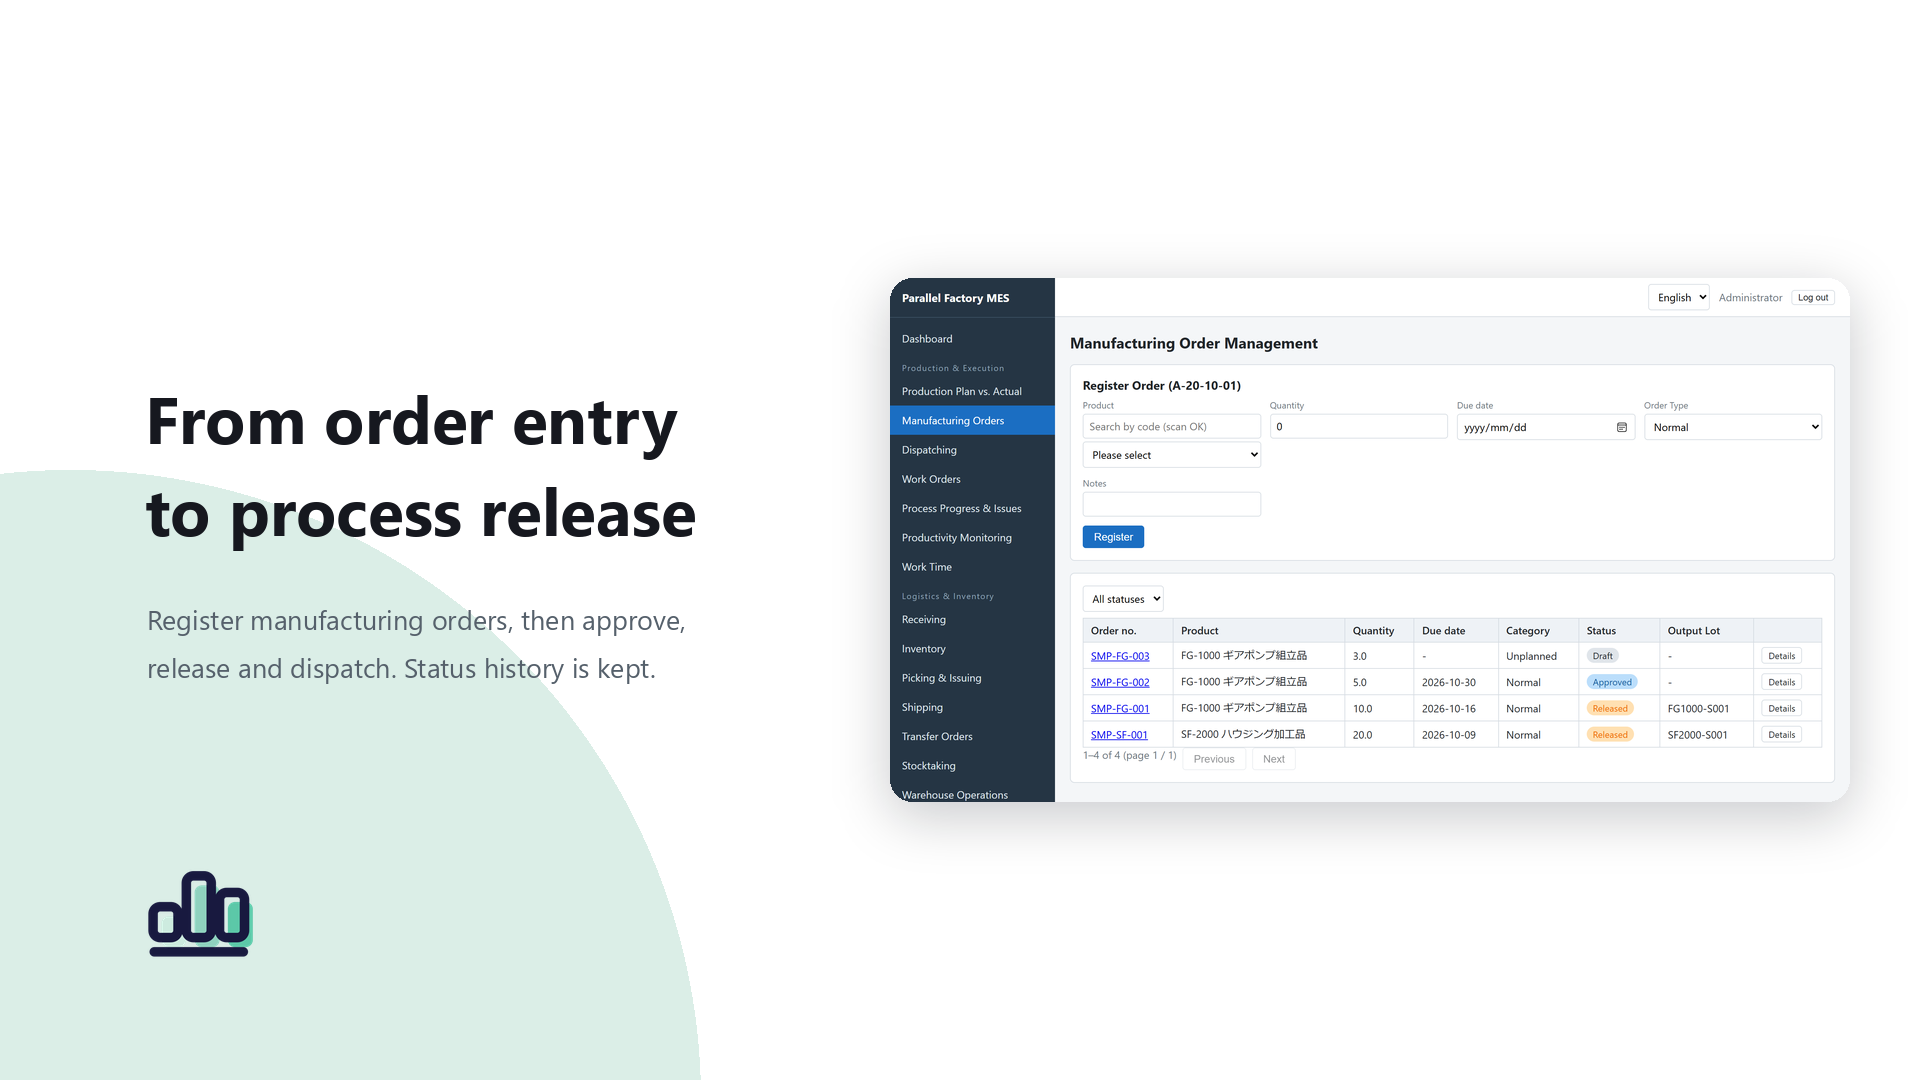 From order entry
to process release
Register manufacturing orders, then approve,
release and dispatch. Status history is kept.
Parallel Factory MES
Dashboard
Production & Execution
Production Plan vs. Actual
Manufacturing Orders
Dispatching
Work Orders
Process Progress & Issues
Productivity Monitoring
Work Time
Logistics & Inventory
Receiving
Inventory
Picking & Issuing
Shipping
Transfer Orders
Stocktaking
Warehouse Operations
English Administrator Log out
Manufacturing Order Management
Register Order (A-20-10-01)
Product Quantity Due date Order Type
Search by code (scan OK) 0 yyyy/mm/dd Normal
Please select
Notes
Register
All statuses
Order no. Product Quantity Due date Category Status Output Lot
SMP-FG-003 FG-1000 ギアポンプ組立品 3.0 - Unplanned Draft - Details
SMP-FG-002 FG-1000 ギアポンプ組立品 5.0 2026-10-30 Normal Approved - Details
SMP-FG-001 FG-1000 ギアポンプ組立品 10.0 2026-10-16 Normal Released FG1000-S001 Details
SMP-SF-001 SF-2000 ハウジング加工品 20.0 2026-10-09 Normal Released SF2000-S001 Details
1–4 of 4 (page 1 / 1) Previous Next